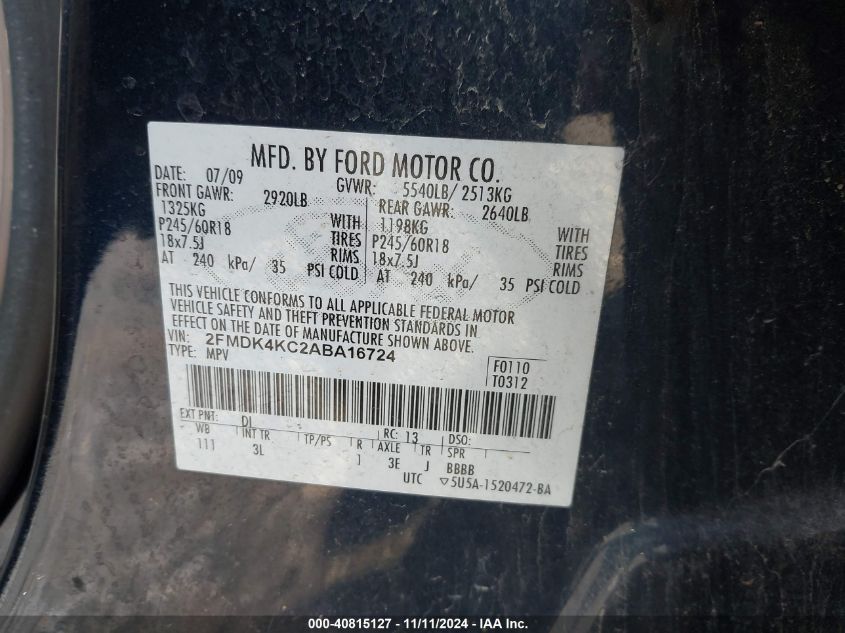 MFD. BY FORD MOTOR CO.
DATE: 07/09 GVWR: 5540LB/ 2513KG
FRONT GAWR: 2920LB REAR GAWR: 2640LB
1325KG WITH 1198KG WITH
P245/60R18 TIRES P245/60R18 TIRES
18x7.5J RIMS 18x7.5J RIMS
AT 240 kPa/ 35 PSI COLD AT 240 kPa/ 35 PSI COLD
THIS VEHICLE CONFORMS TO ALL APPLICABLE FEDERAL MOTOR
VEHICLE SAFETY AND THEFT PREVENTION STANDARDS IN
EFFECT ON THE DATE OF MANUFACTURE SHOWN ABOVE.
VIN: 2FMDK4KC2ABA16724
TYPE: MPV
F0110
T0312
EXT PNT: DL RC: 13 DSO:
WB INT TR TP/PS R AXLE TR SPR
111 3L 1 3E J BBBB
UTC ▽5U5A-1520472-BA
000-40815127 - 11/11/2024 - IAA Inc.